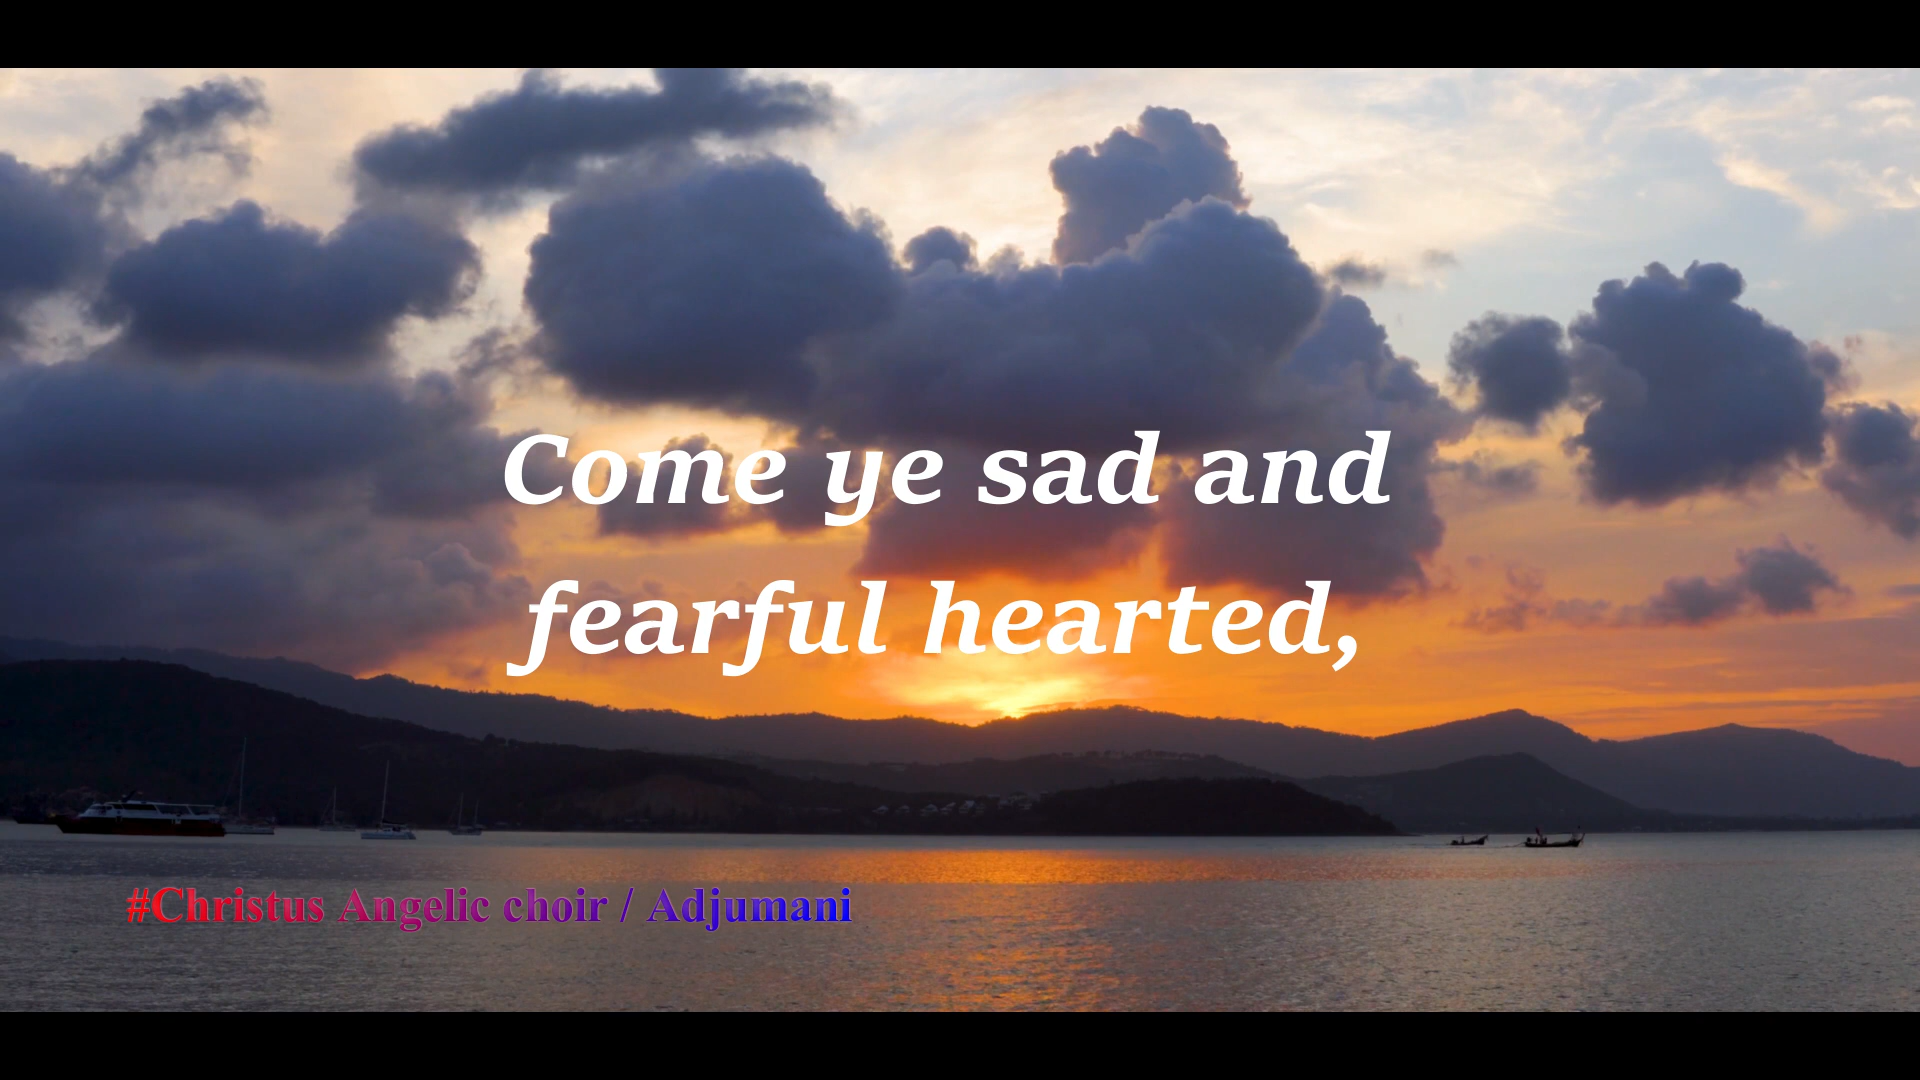 Come ye sad and
fearful hearted,
#Christus Angelic choir / Adjumani